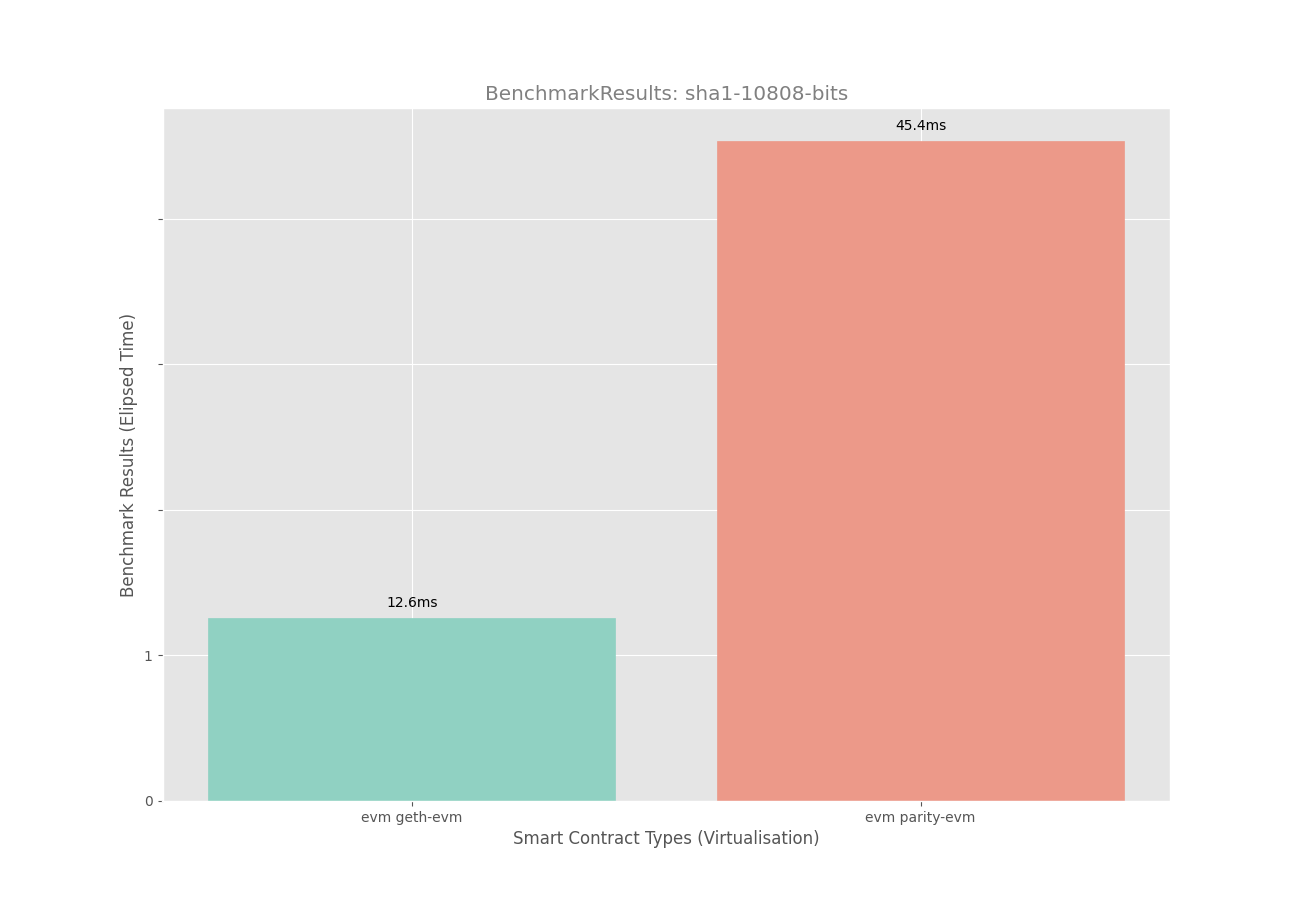 BenchmarkResults: sha1-10808-bits
45.4ms
12.6ms
Benchmark Results (Elipsed Time)
1
0
evm geth-evm
evm parity-evm
Smart Contract Types (Virtualisation)